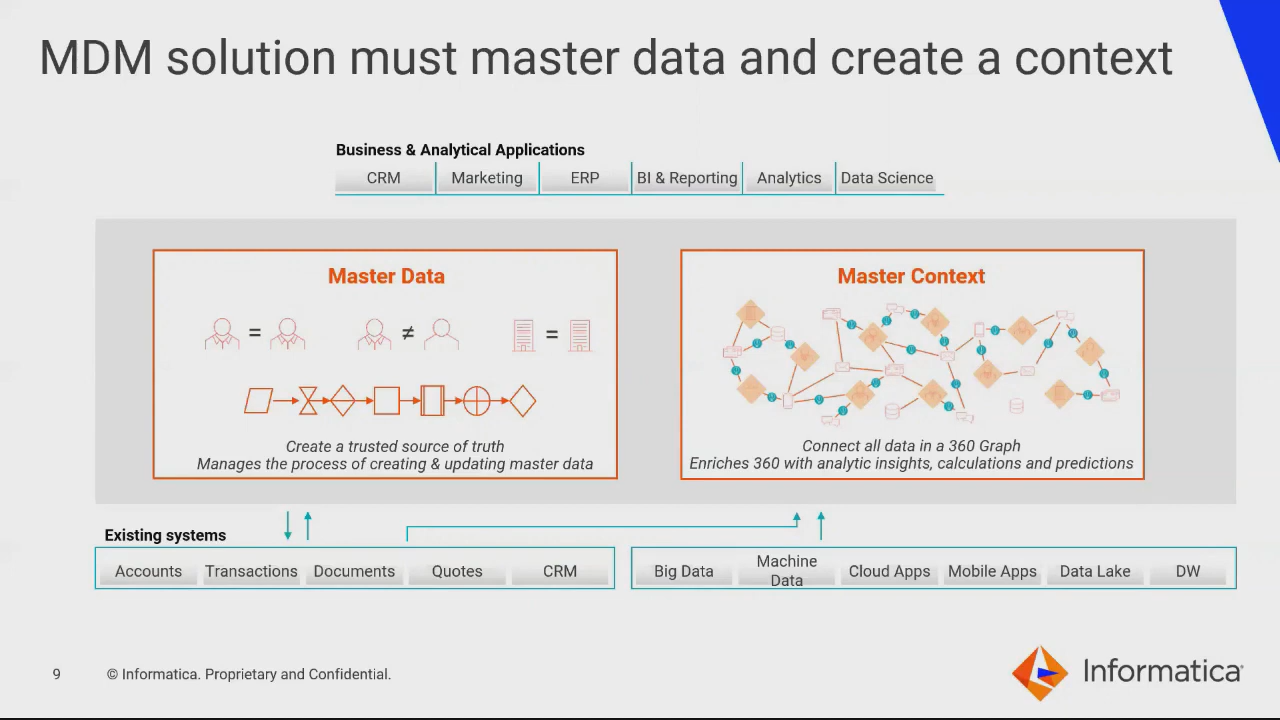 MDM solution must master data and create a context
Business & Analytical Applications
CRM Marketing ERP BI & Reporting Analytics Data Science
Master Data
= ≠ =
Create a trusted source of truth
Manages the process of creating & updating master data
Master Context
Connect all data in a 360 Graph
Enriches 360 with analytic insights, calculations and predictions
Existing systems
Accounts Transactions Documents Quotes CRM
Big Data Machine Data Cloud Apps Mobile Apps Data Lake DW
9 © Informatica. Proprietary and Confidential.
Informatica